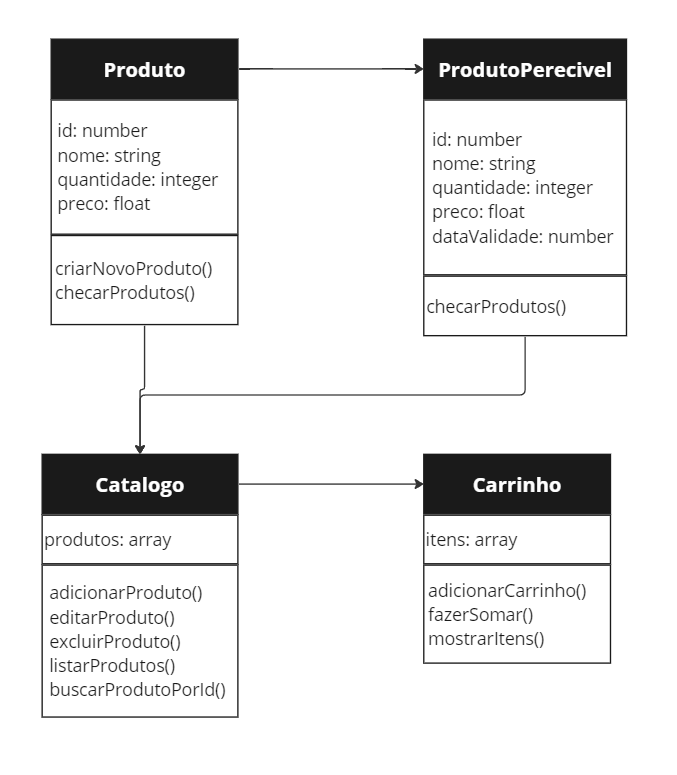 Produto
id: number
nome: string
quantidade: integer
preco: float
criarNovoProduto()
checarProdutos()
ProdutoPerecivel
id: number
nome: string
quantidade: integer
preco: float
dataValidade: number
checarProdutos()
Catalogo
produtos: array
adicionarProduto()
editarProduto()
excluirProduto()
listarProdutos()
buscarProdutoPorId()
Carrinho
itens: array
adicionarCarrinho()
fazerSomar()
mostrarItens()